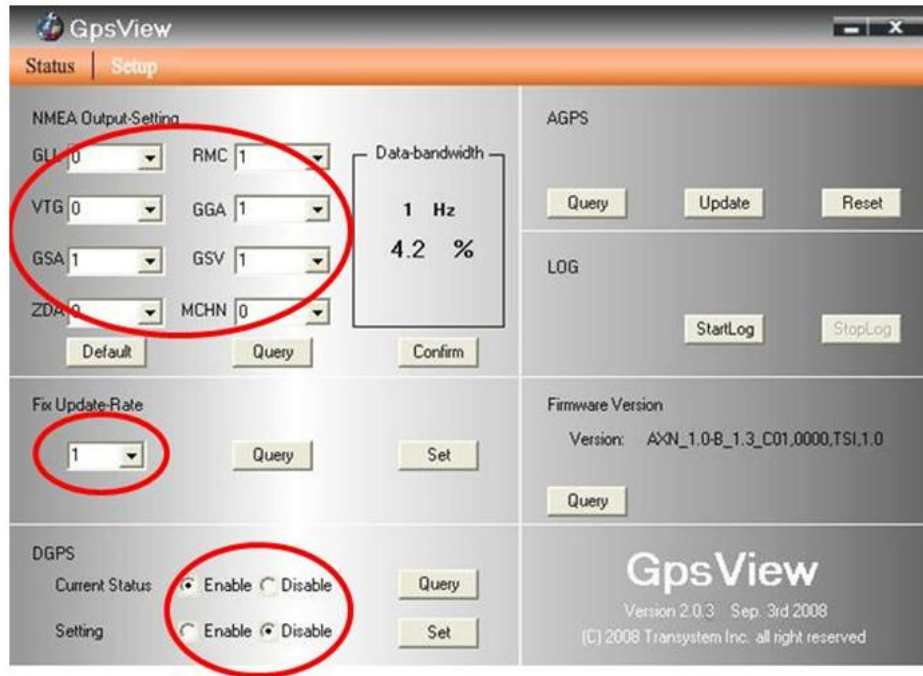 GpsView
Status | Setup
NMEA Output-Setting
GLL 0 RMC 1
VTG 0 GGA 1
GSA 1 GSV 1
ZDA 0 MCHN 0
Data-bandwidth
1 Hz
4.2 %
Default Query Confirm
Fix Update-Rate
1 Query Set
DGPS
Current Status Enable Disable Query
Setting Enable Disable Set
AGPS
Query Update Reset
LOG
StartLog StopLog
Firmware Version
Version: AXN_1.0-B_1.3_C01,0000,TSI,1.0
Query
GpsView
Version 2.0.3 Sep. 3rd 2008
(C) 2008 Transystem Inc. all right reserved